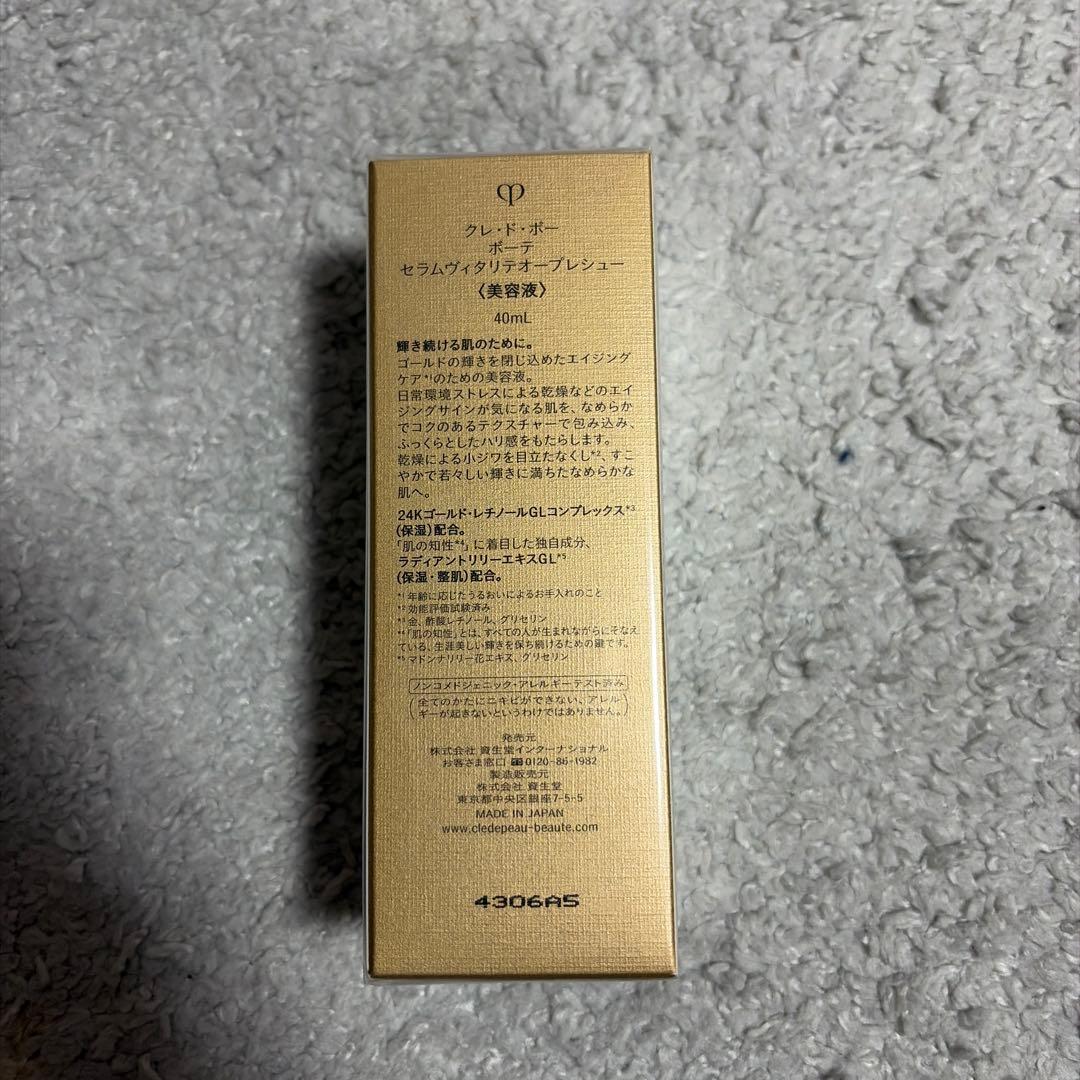 クレ・ド・ポー
ボーテ
セラムヴィタリテオープレシュー
〈美容液〉
40mL
輝き続ける肌のために。
ゴールドの輝きを閉じ込めたエイジング
ケア*1のための美容液。
日常環境ストレスによる乾燥などのエイ
ジングサインが気になる肌を、なめらか
でコクのあるテクスチャーで包み込み、
ふっくらとしたハリ感をもたらします。
乾燥による小ジワを目立たなくし*2、すこ
やかで若々しい輝きに満ちたなめらかな
肌へ。
24Kゴールド・レチノールGLコンプレックス*3
(保湿)配合。
「肌の知性*4」に着目した独自成分、
ラディアントリリーエキスGL*5
(保湿・整肌)配合。
*1 年齢に応じたうるおいによるお手入れのこと
*2 効能評価試験済み
*3 金、酢酸レチノール、グリセリン
*4「肌の知性」とは、すべての人が生まれながらにそなえ
ている、生涯美しい輝きを保ち続けるための鍵です。
*5 マドンナリリー花エキス、グリセリン
ノンコメドジェニック・アレルギーテスト済み
(全てのかたにニキビができない、アレル
ギーが起きないというわけではありません。)
発売元
株式会社 資生堂インターナショナル
お客さま窓口 0120-86-1982
製造販売元
株式会社 資生堂
東京都中央区銀座7-5-5
MADE IN JAPAN
www.cledepeau-beaute.com
4306A5